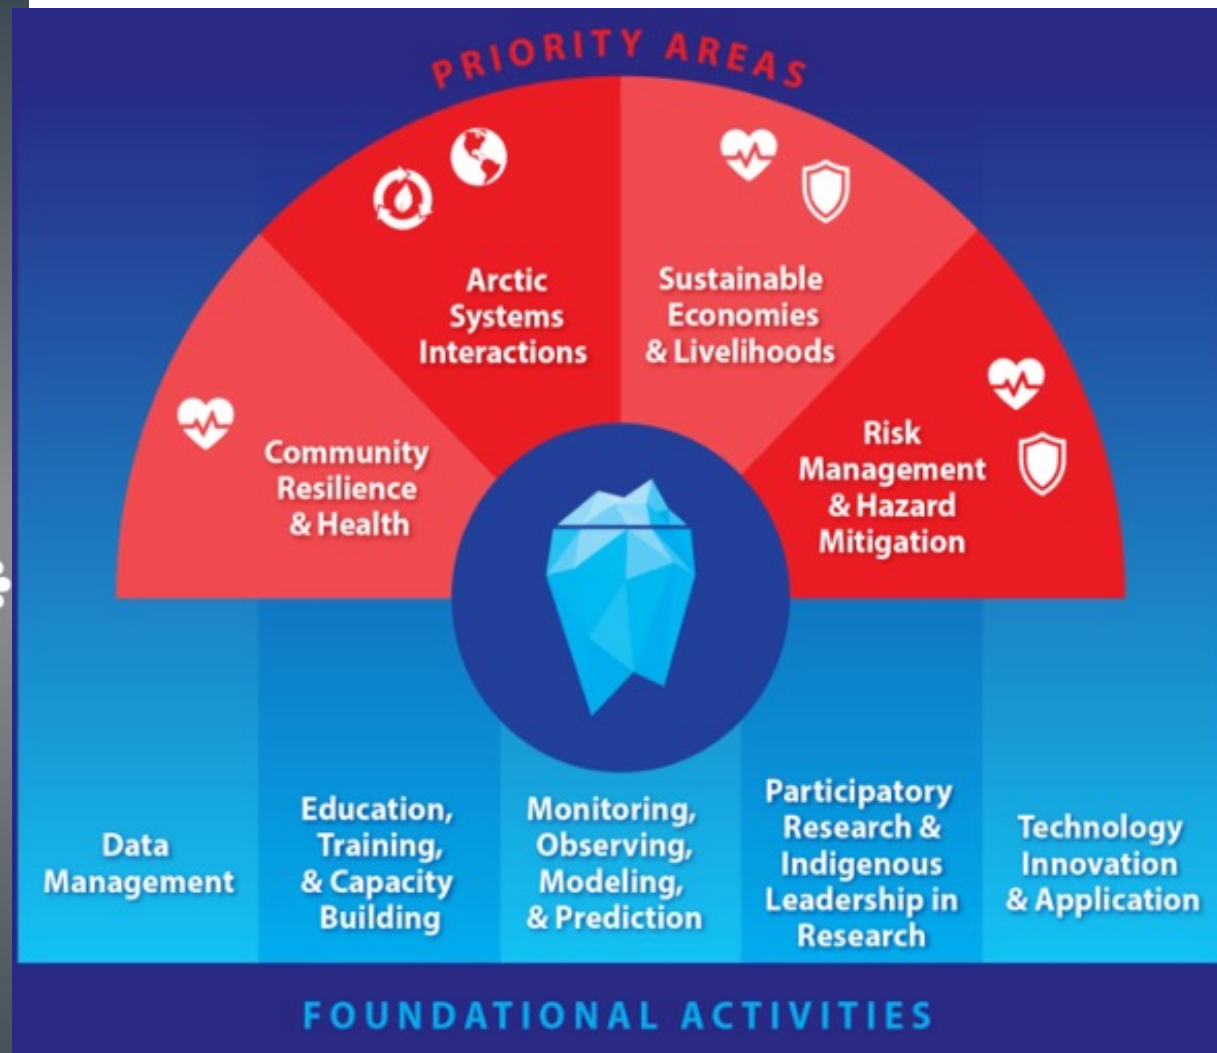 PRIORITY AREAS
Arctic
Systems
Interactions
Sustainable
Economies
& Livelihoods
Community
Resilience
& Health
Risk
Management
& Hazard
Mitigation
Data
Management
Education,
Training,
& Capacity
Building
Monitoring,
Observing,
Modeling,
& Prediction
Participatory
Research &
Indigenous
Leadership in
Research
Technology
Innovation
& Application
FOUNDATIONAL ACTIVITIES